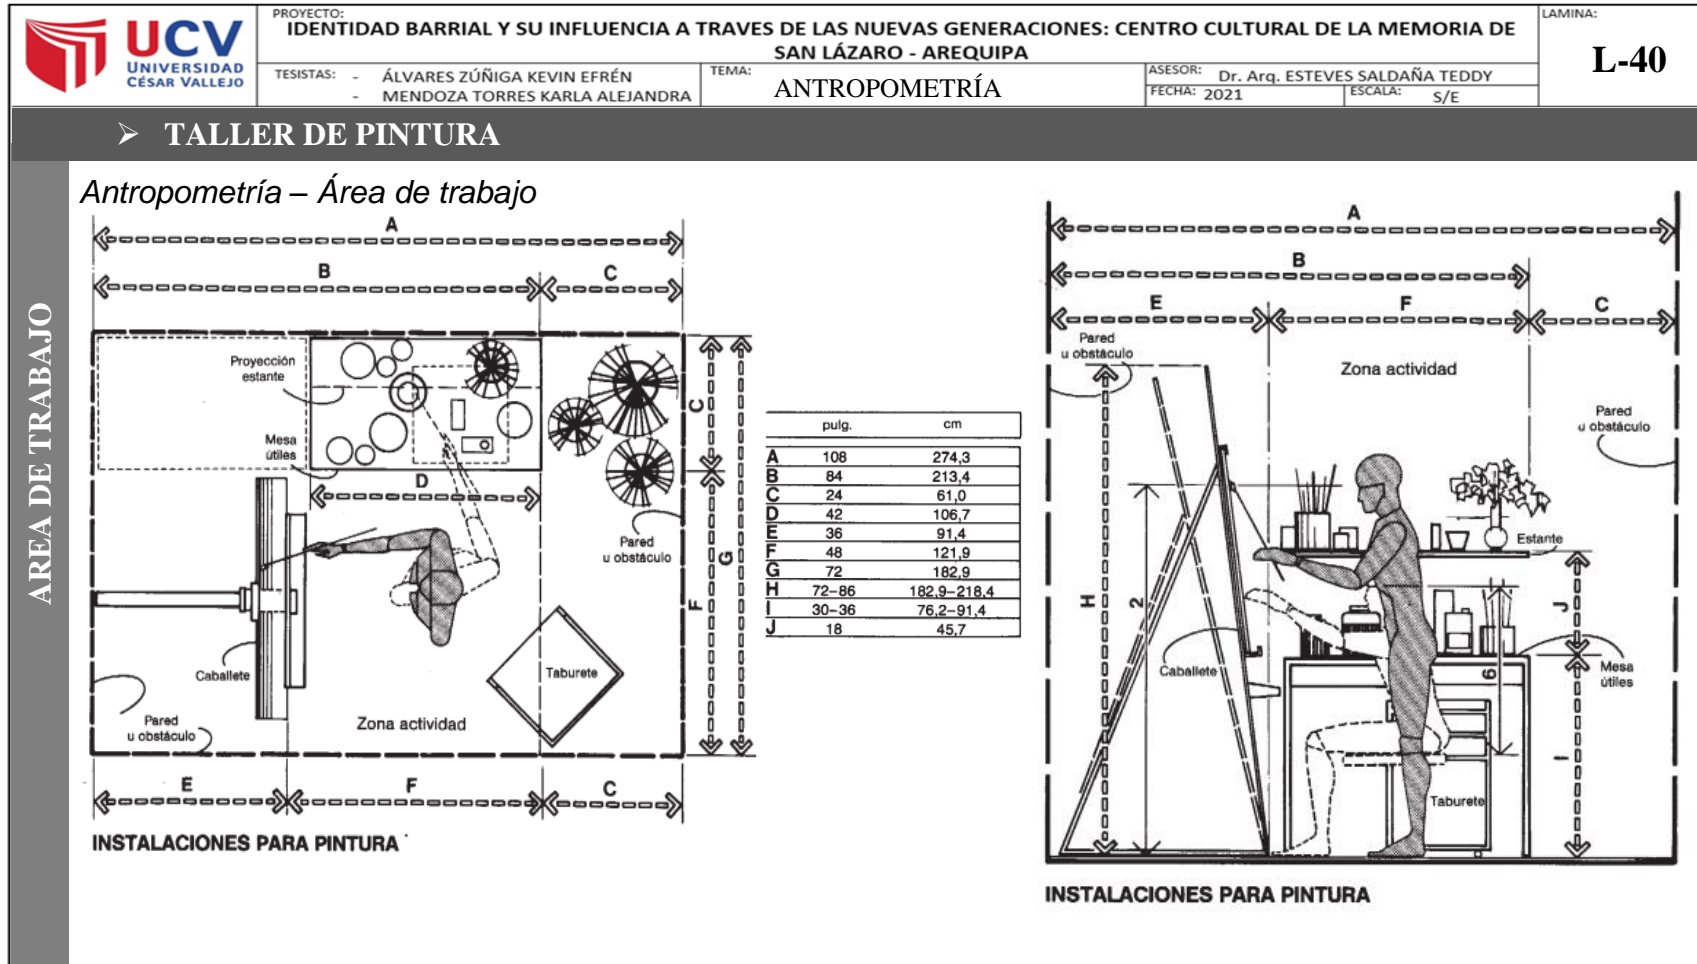 UCV
UNIVERSIDAD
CÉSAR VALLEJO
PROYECTO:
IDENTIDAD BARRIAL Y SU INFLUENCIA A TRAVES DE LAS NUEVAS GENERACIONES: CENTRO CULTURAL DE LA MEMORIA DE
SAN LÁZARO - AREQUIPA
TESISTAS: - ÁLVARES ZÚÑIGA KEVIN EFRÉN
- MENDOZA TORRES KARLA ALEJANDRA
TEMA:
ANTROPOMETRÍA
ASESOR: Dr. Arq. ESTEVES SALDAÑA TEDDY
FECHA: 2021
ESCALA: S/E
LAMINA:
L-40
➢ TALLER DE PINTURA
AREA DE TRABAJO
Antropometría – Área de trabajo
A
B C
Proyección
estante
Mesa
útiles
D
C
G
F
Pared
u obstáculo
Caballete
Taburete
Pared
u obstáculo
Zona actividad
E F C
INSTALACIONES PARA PINTURA
pulg. cm
A 108 274,3
B 84 213,4
C 24 61,0
D 42 106,7
E 36 91,4
F 48 121,9
G 72 182,9
H 72–86 182,9–218,4
I 30–36 76,2–91,4
J 18 45,7
A
B
E F C
Pared
u obstáculo
Zona actividad
Pared
u obstáculo
Estante
H
2
J
Caballete
6
Mesa
útiles
I
Taburete
INSTALACIONES PARA PINTURA